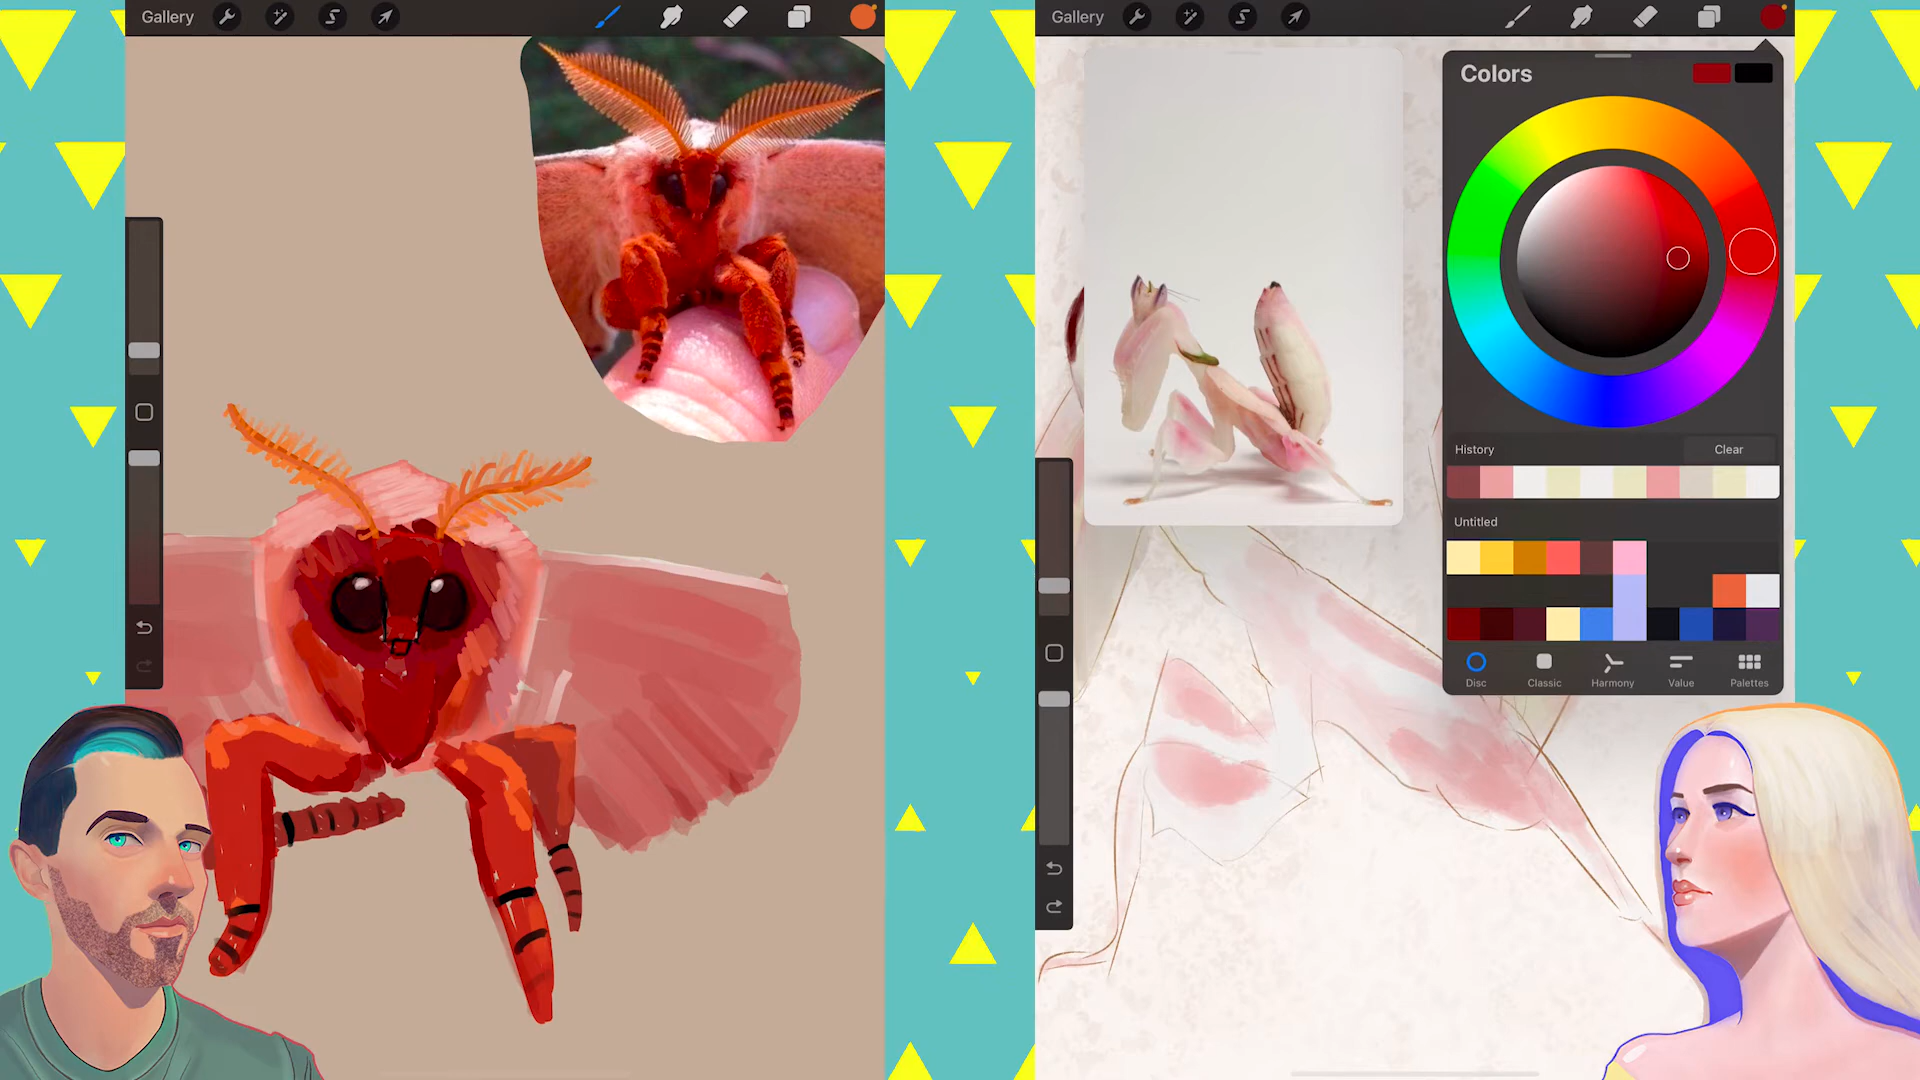 Gallery
Gallery
Colors
History
Clear
Untitled
Disc
Classic
Harmony
Value
Palettes